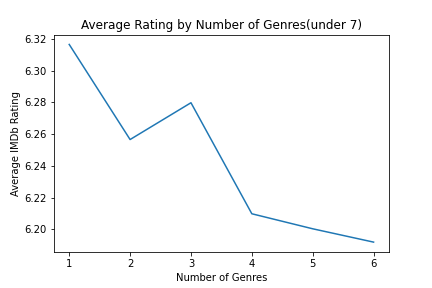 Average Rating by Number of Genres(under 7)
6.32
6.30
6.28
6.26
6.24
6.22
6.20
Average IMDb Rating
1 2 3 4 5 6
Number of Genres